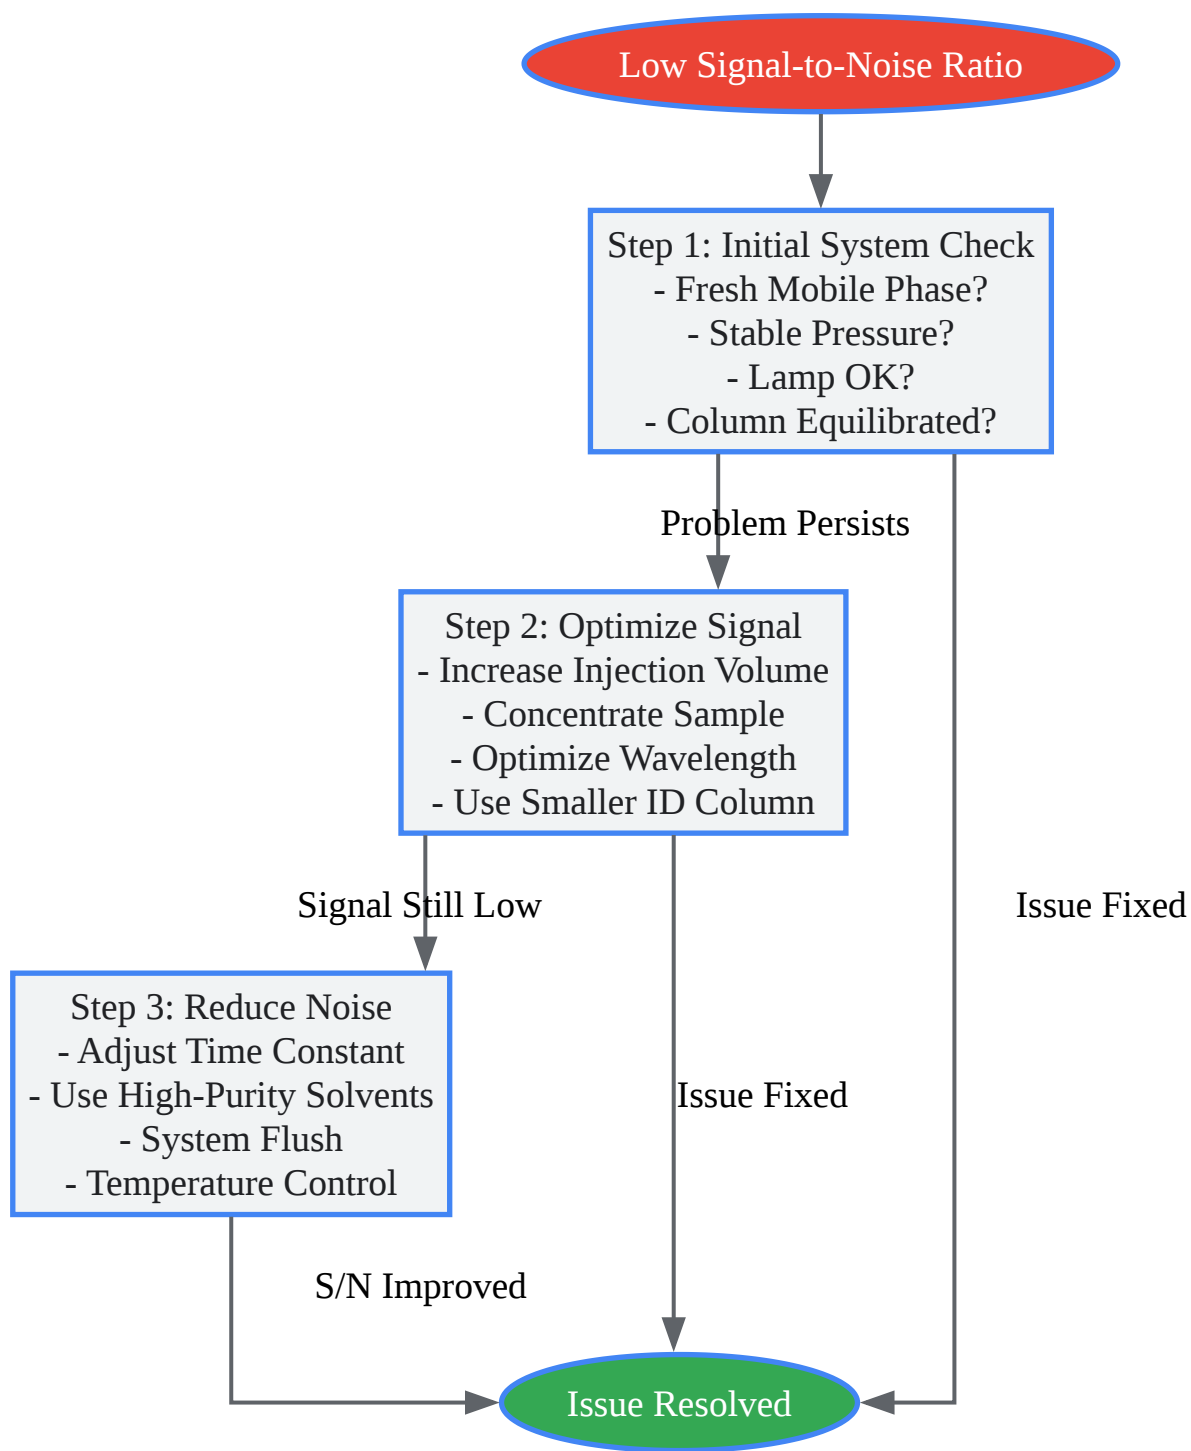 Low Signal-to-Noise Ratio
Step 1: Initial System Check
- Fresh Mobile Phase?
- Stable Pressure?
- Lamp OK?
- Column Equilibrated?
Problem Persists
Step 2: Optimize Signal
- Increase Injection Volume
- Concentrate Sample
- Optimize Wavelength
- Use Smaller ID Column
Signal Still Low
Issue Fixed
Step 3: Reduce Noise
- Adjust Time Constant
- Use High-Purity Solvents
- System Flush
- Temperature Control
Issue Fixed
S/N Improved
Issue Resolved